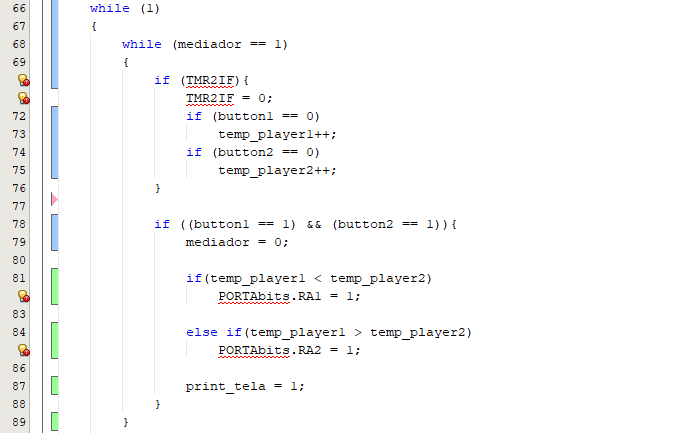 66 while (1)
67 {
68 while (mediador == 1)
69 {
if (TMR2IF){
TMR2IF = 0;
72 if (button1 == 0)
73 temp_player1++;
74 if (button2 == 0)
75 temp_player2++;
76 }
77
78 if ((button1 == 1) && (button2 == 1)){
79 mediador = 0;
80
81 if(temp_player1 < temp_player2)
PORTAbits.RA1 = 1;
83
84 else if(temp_player1 > temp_player2)
PORTAbits.RA2 = 1;
86
87 print_tela = 1;
88 }
89 }